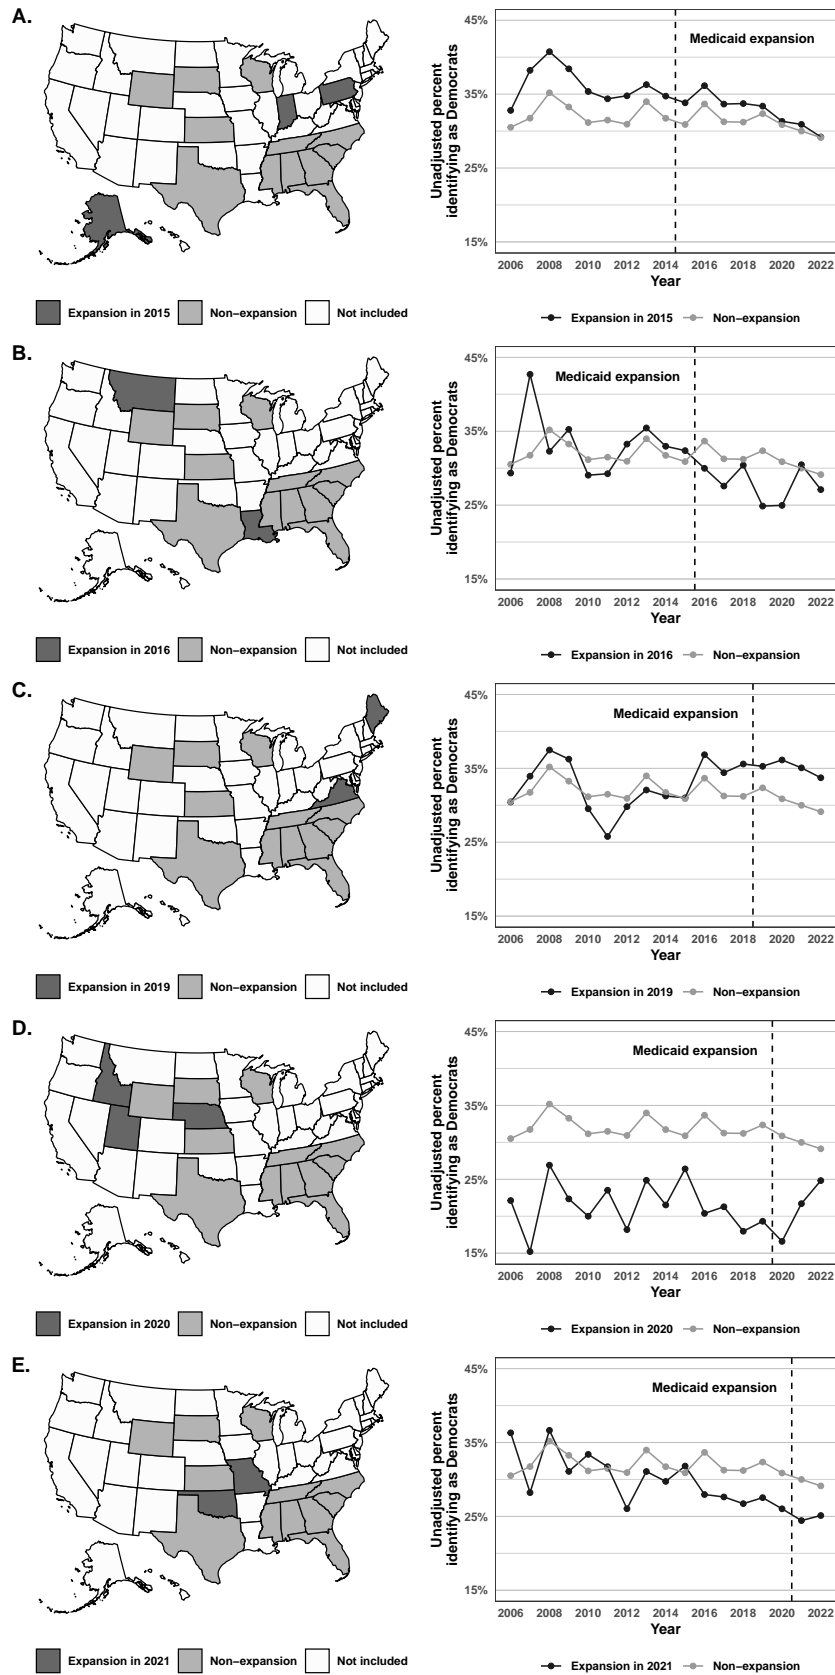 A.
Unadjusted percent
identifying as Democrats
45%
35%
25%
15%
Medicaid expansion
2006 2008 2010 2012 2014 2016 2018 2020 2022
Year
Expansion in 2015 Non−expansion Not included
Expansion in 2015 Non−expansion
B.
Unadjusted percent
identifying as Democrats
45%
35%
25%
15%
Medicaid expansion
2006 2008 2010 2012 2014 2016 2018 2020 2022
Year
Expansion in 2016 Non−expansion Not included
Expansion in 2016 Non−expansion
C.
Unadjusted percent
identifying as Democrats
45%
35%
25%
15%
Medicaid expansion
2006 2008 2010 2012 2014 2016 2018 2020 2022
Year
Expansion in 2019 Non−expansion Not included
Expansion in 2019 Non−expansion
D.
Unadjusted percent
identifying as Democrats
45%
35%
25%
15%
Medicaid expansion
2006 2008 2010 2012 2014 2016 2018 2020 2022
Year
Expansion in 2020 Non−expansion Not included
Expansion in 2020 Non−expansion
E.
Unadjusted percent
identifying as Democrats
45%
35%
25%
15%
Medicaid expansion
2006 2008 2010 2012 2014 2016 2018 2020 2022
Year
Expansion in 2021 Non−expansion Not included
Expansion in 2021 Non−expansion